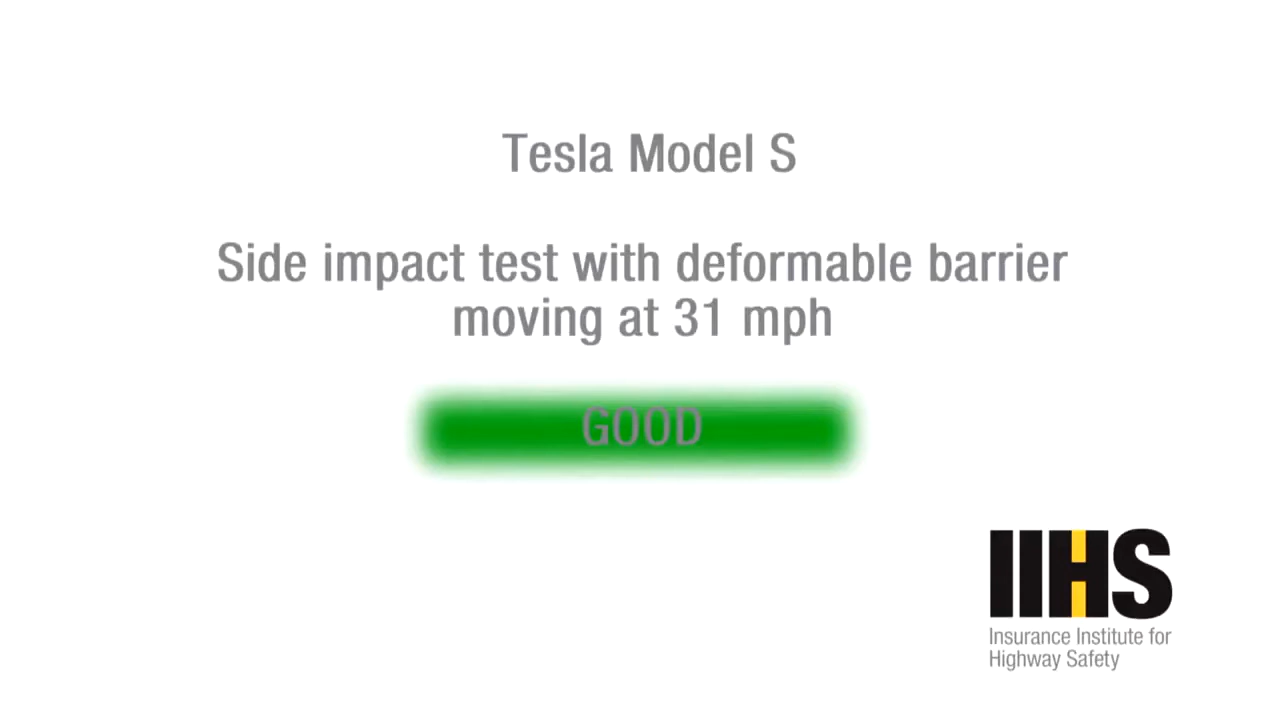 Tesla Model S
Side impact test with deformable barrier
moving at 31 mph
GOOD
IIHS
Insurance Institute for
Highway Safety